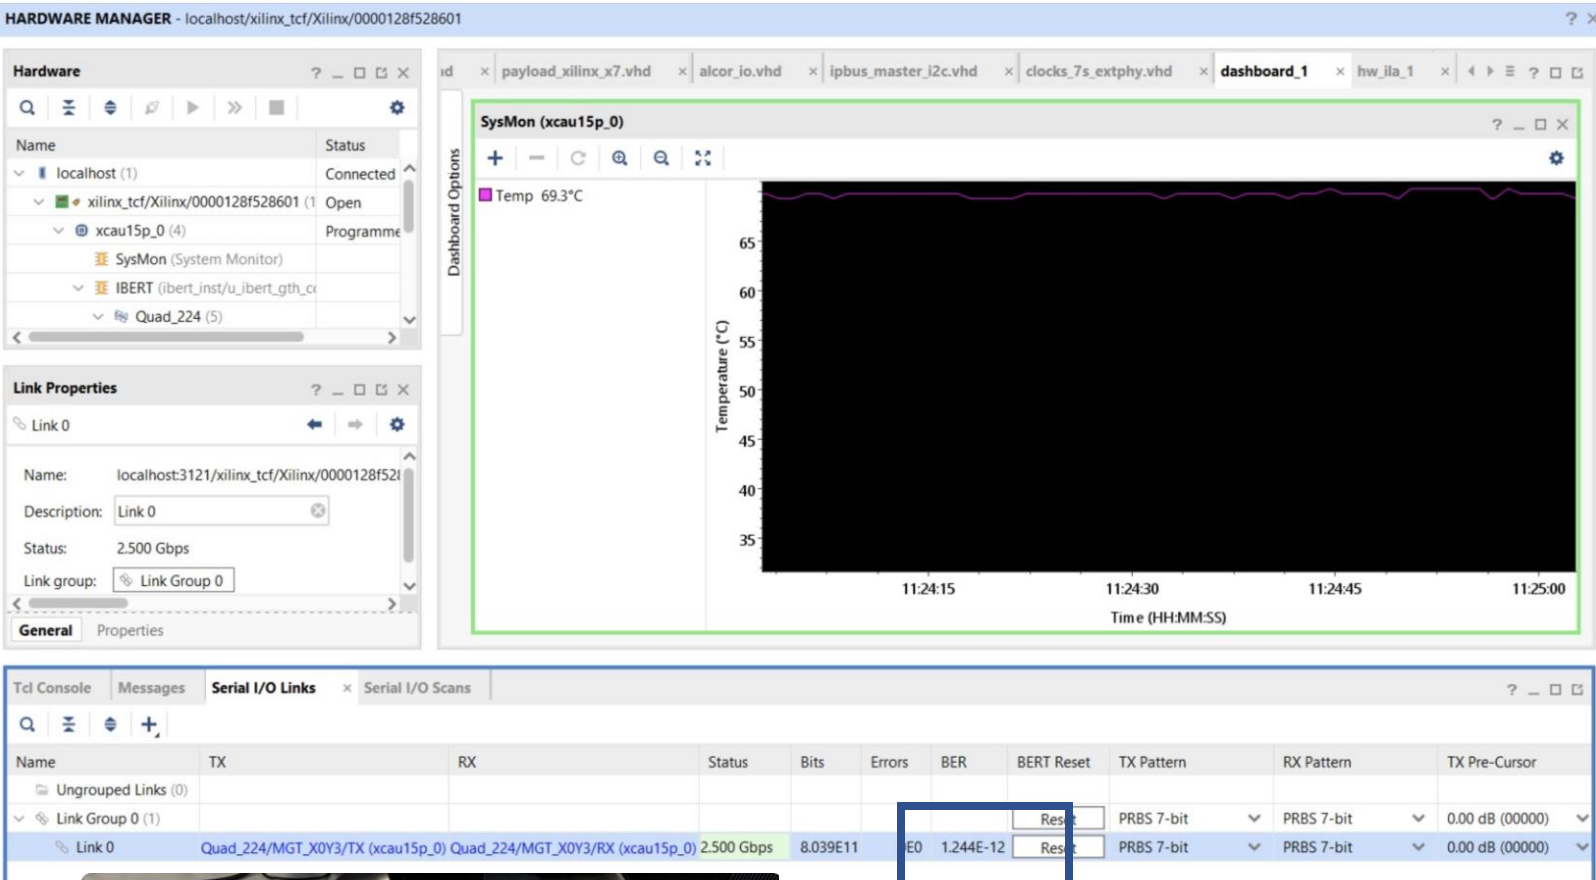 HARDWARE MANAGER - localhost/xilinx_tcf/Xilinx/0000128f528601
Hardware
Name Status
localhost (1) Connected
xilinx_tcf/Xilinx/0000128f528601 (1 Open
xcau15p_0 (4) Programme
SysMon (System Monitor)
IBERT (ibert_inst/u_ibert_gth_co
Quad_224 (5)
Link Properties
Link 0
Name: localhost:3121/xilinx_tcf/Xilinx/0000128f528
Description: Link 0
Status: 2.500 Gbps
Link group: Link Group 0
General Properties
payload_xilinx_x7.vhd alcor_io.vhd ipbus_master_i2c.vhd clocks_7s_extphy.vhd dashboard_1 hw_ila_1
Dashboard Options
SysMon (xcau15p_0)
Temp 69.3°C
Temperature (°C)
65
60
55
50
45
40
35
11:24:15 11:24:30 11:24:45 11:25:00
Time (HH:MM:SS)
Tcl Console Messages Serial I/O Links Serial I/O Scans
Name TX RX Status Bits Errors BER BERT Reset TX Pattern RX Pattern TX Pre-Cursor
Ungrouped Links (0)
Link Group 0 (1) Reset PRBS 7-bit PRBS 7-bit 0.00 dB (00000)
Link 0 Quad_224/MGT_X0Y3/TX (xcau15p_0) Quad_224/MGT_X0Y3/RX (xcau15p_0) 2.500 Gbps 8.039E11 0E0 1.244E-12 Reset PRBS 7-bit PRBS 7-bit 0.00 dB (00000)